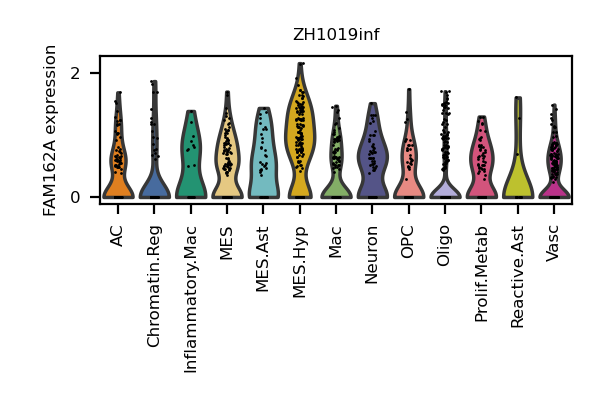 ZH1019inf
FAM162A expression
2
0
AC
Chromatin.Reg
Inflammatory.Mac
MES
MES.Ast
MES.Hyp
Mac
Neuron
OPC
Oligo
Prolif.Metab
Reactive.Ast
Vasc